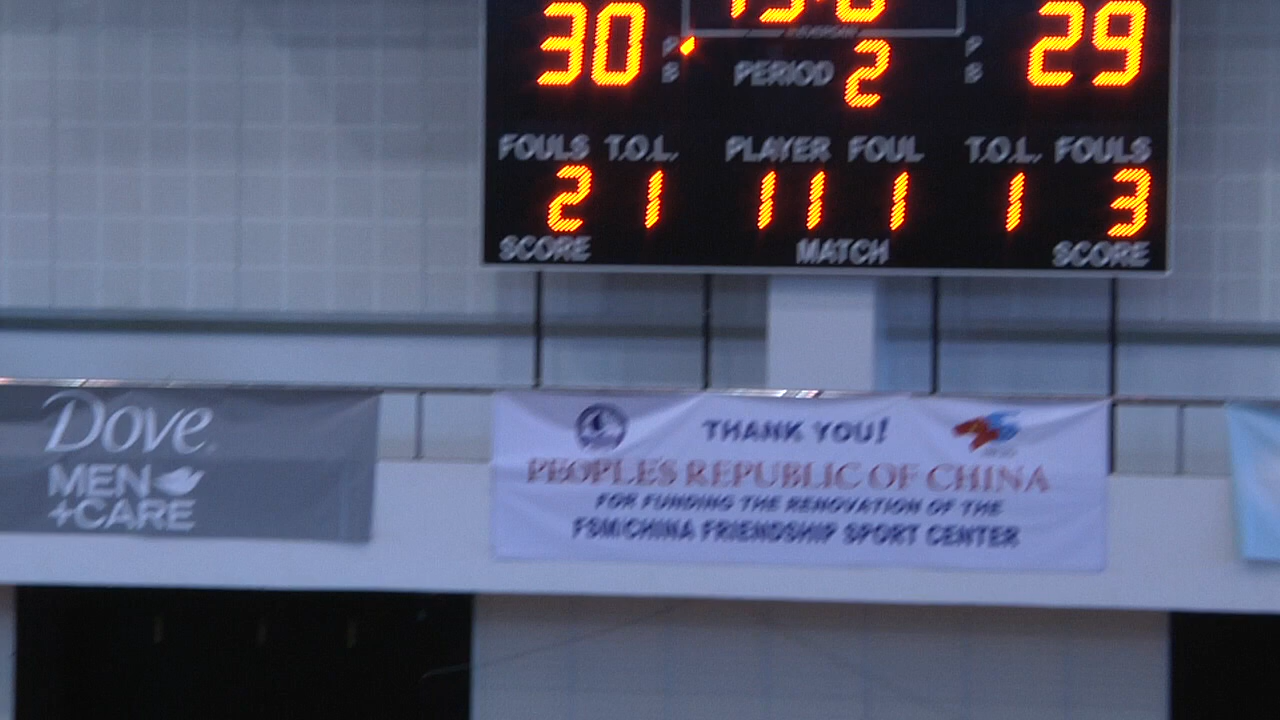 30 29
P P
B PERIOD 2 B
FOULS T.O.L. PLAYER FOUL T.O.L. FOULS
2 1 11 1 1 3
SCORE MATCH SCORE
Dove
MEN
+CARE
THANK YOU!
PEOPLE'S REPUBLIC OF CHINA
FOR FUNDING THE RENOVATION OF THE
FSM/CHINA FRIENDSHIP SPORT CENTER